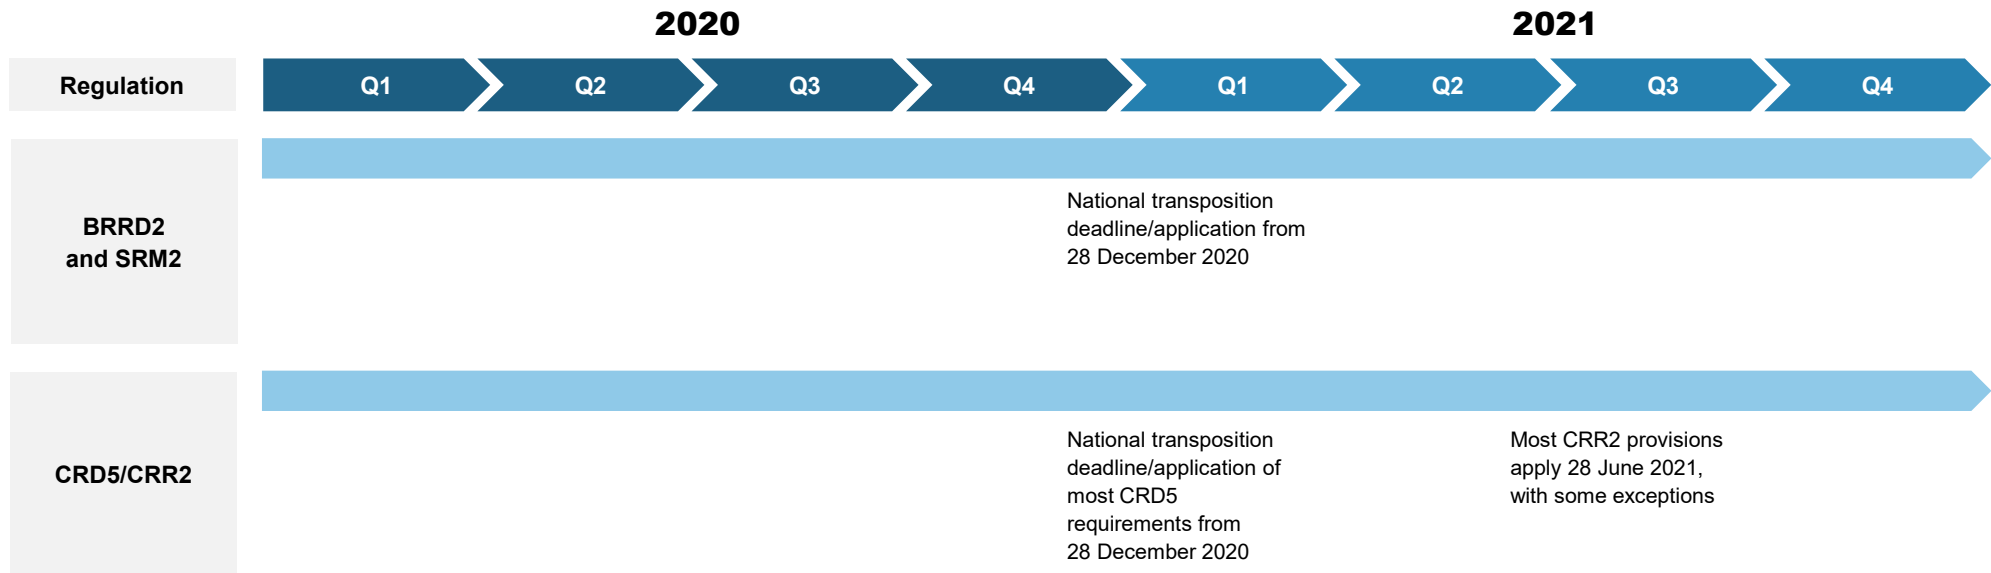 2020
2021
Regulation
Q1
Q2
Q3
Q4
Q1
Q2
Q3
Q4
BRRD2
and SRM2
National transposition
deadline/application from
28 December 2020
CRD5/CRR2
National transposition
deadline/application of
most CRD5
requirements from
28 December 2020
Most CRR2 provisions
apply 28 June 2021,
with some exceptions